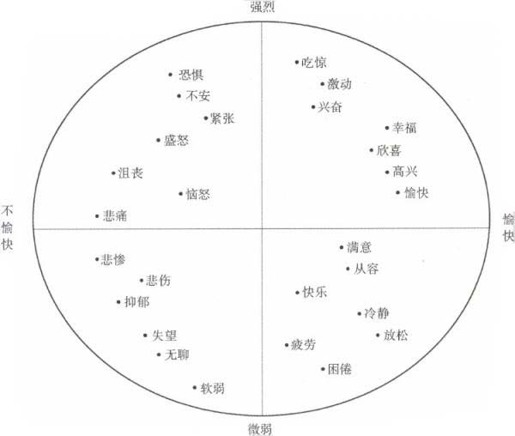 强烈
吃惊
恐惧
激动
不安
兴奋
紧张
幸福
盛怒
欣喜
沮丧
高兴
恼怒
愉快
悲痛
不愉快
愉快
满意
悲惨
从容
悲伤
快乐
抑郁
冷静
失望
放松
疲劳
无聊
困倦
软弱
微弱